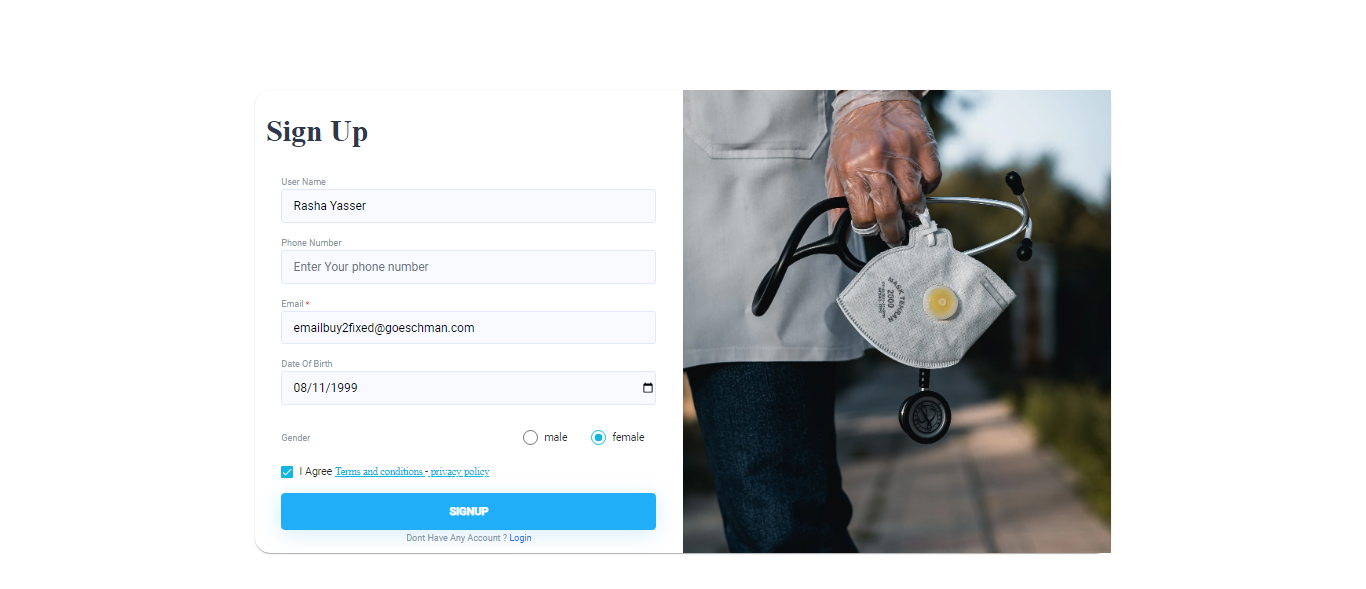 Sign Up
User Name
Rasha Yasser
Phone Number
Enter Your phone number
Email *
emailbuy2fixed@goeschman.com
Date Of Birth
08/11/1999
Gender
male
female
I Agree Terms and conditions - privacy policy
SIGNUP
Dont Have Any Account ? Login
MASK TEHRAN
2000